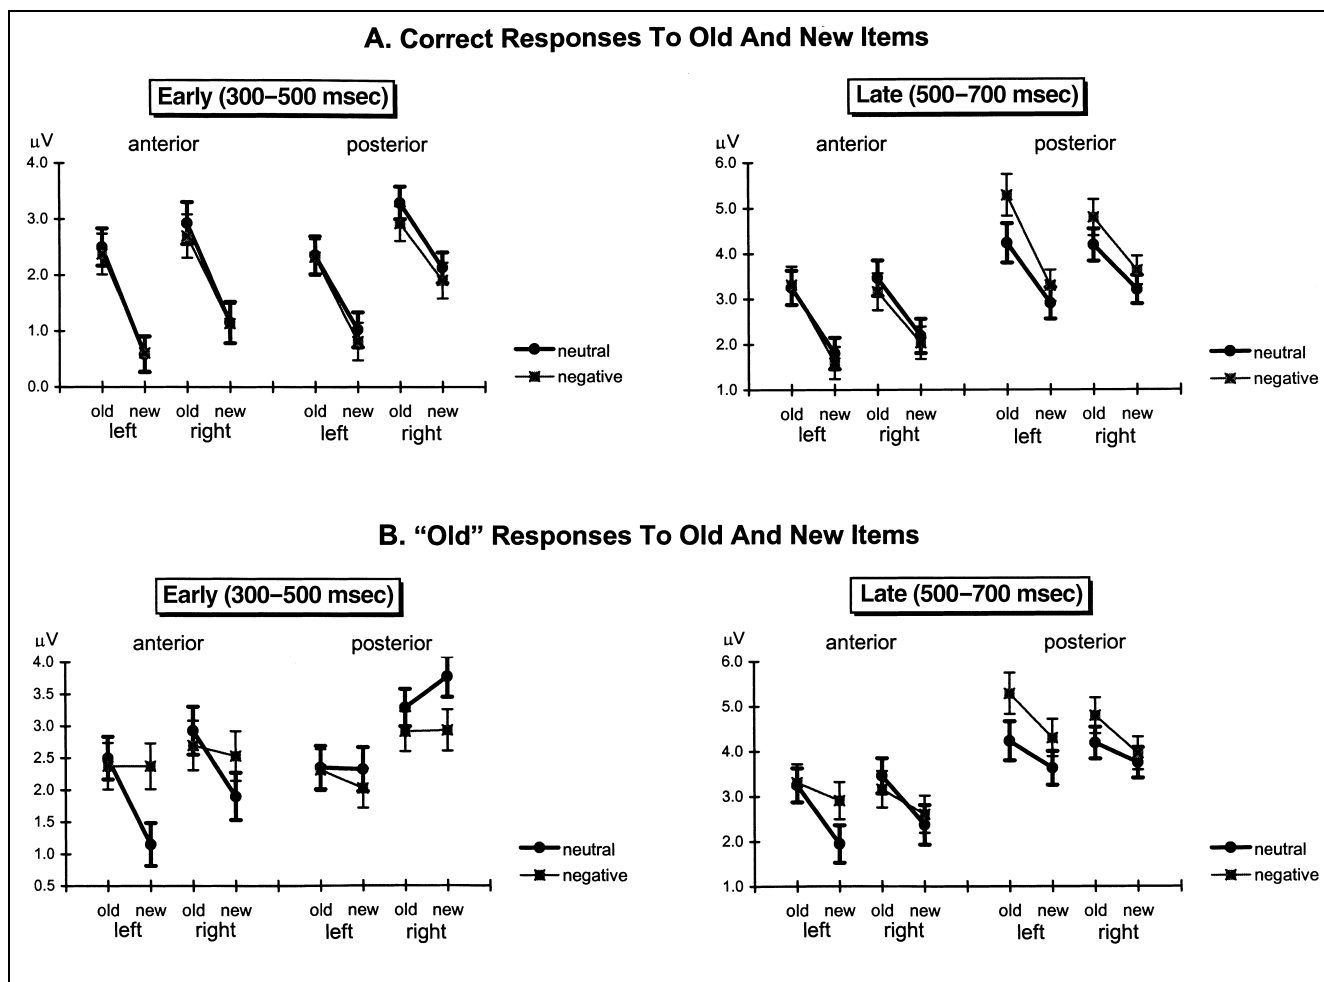 A. Correct Responses To Old And New Items
Early (300–500 msec)
µV
anterior
posterior
4.0
3.0
2.0
1.0
0.0
old new old new old new old new
left right left right
neutral
negative
Late (500–700 msec)
µV
anterior
posterior
6.0
5.0
4.0
3.0
2.0
1.0
old new old new old new old new
left right left right
neutral
negative
B. “Old” Responses To Old And New Items
Early (300–500 msec)
µV
anterior
posterior
4.0
3.5
3.0
2.5
2.0
1.5
1.0
0.5
old new old new old new old new
left right left right
neutral
negative
Late (500–700 msec)
µV
anterior
posterior
6.0
5.0
4.0
3.0
2.0
1.0
old new old new old new old new
left right left right
neutral
negative